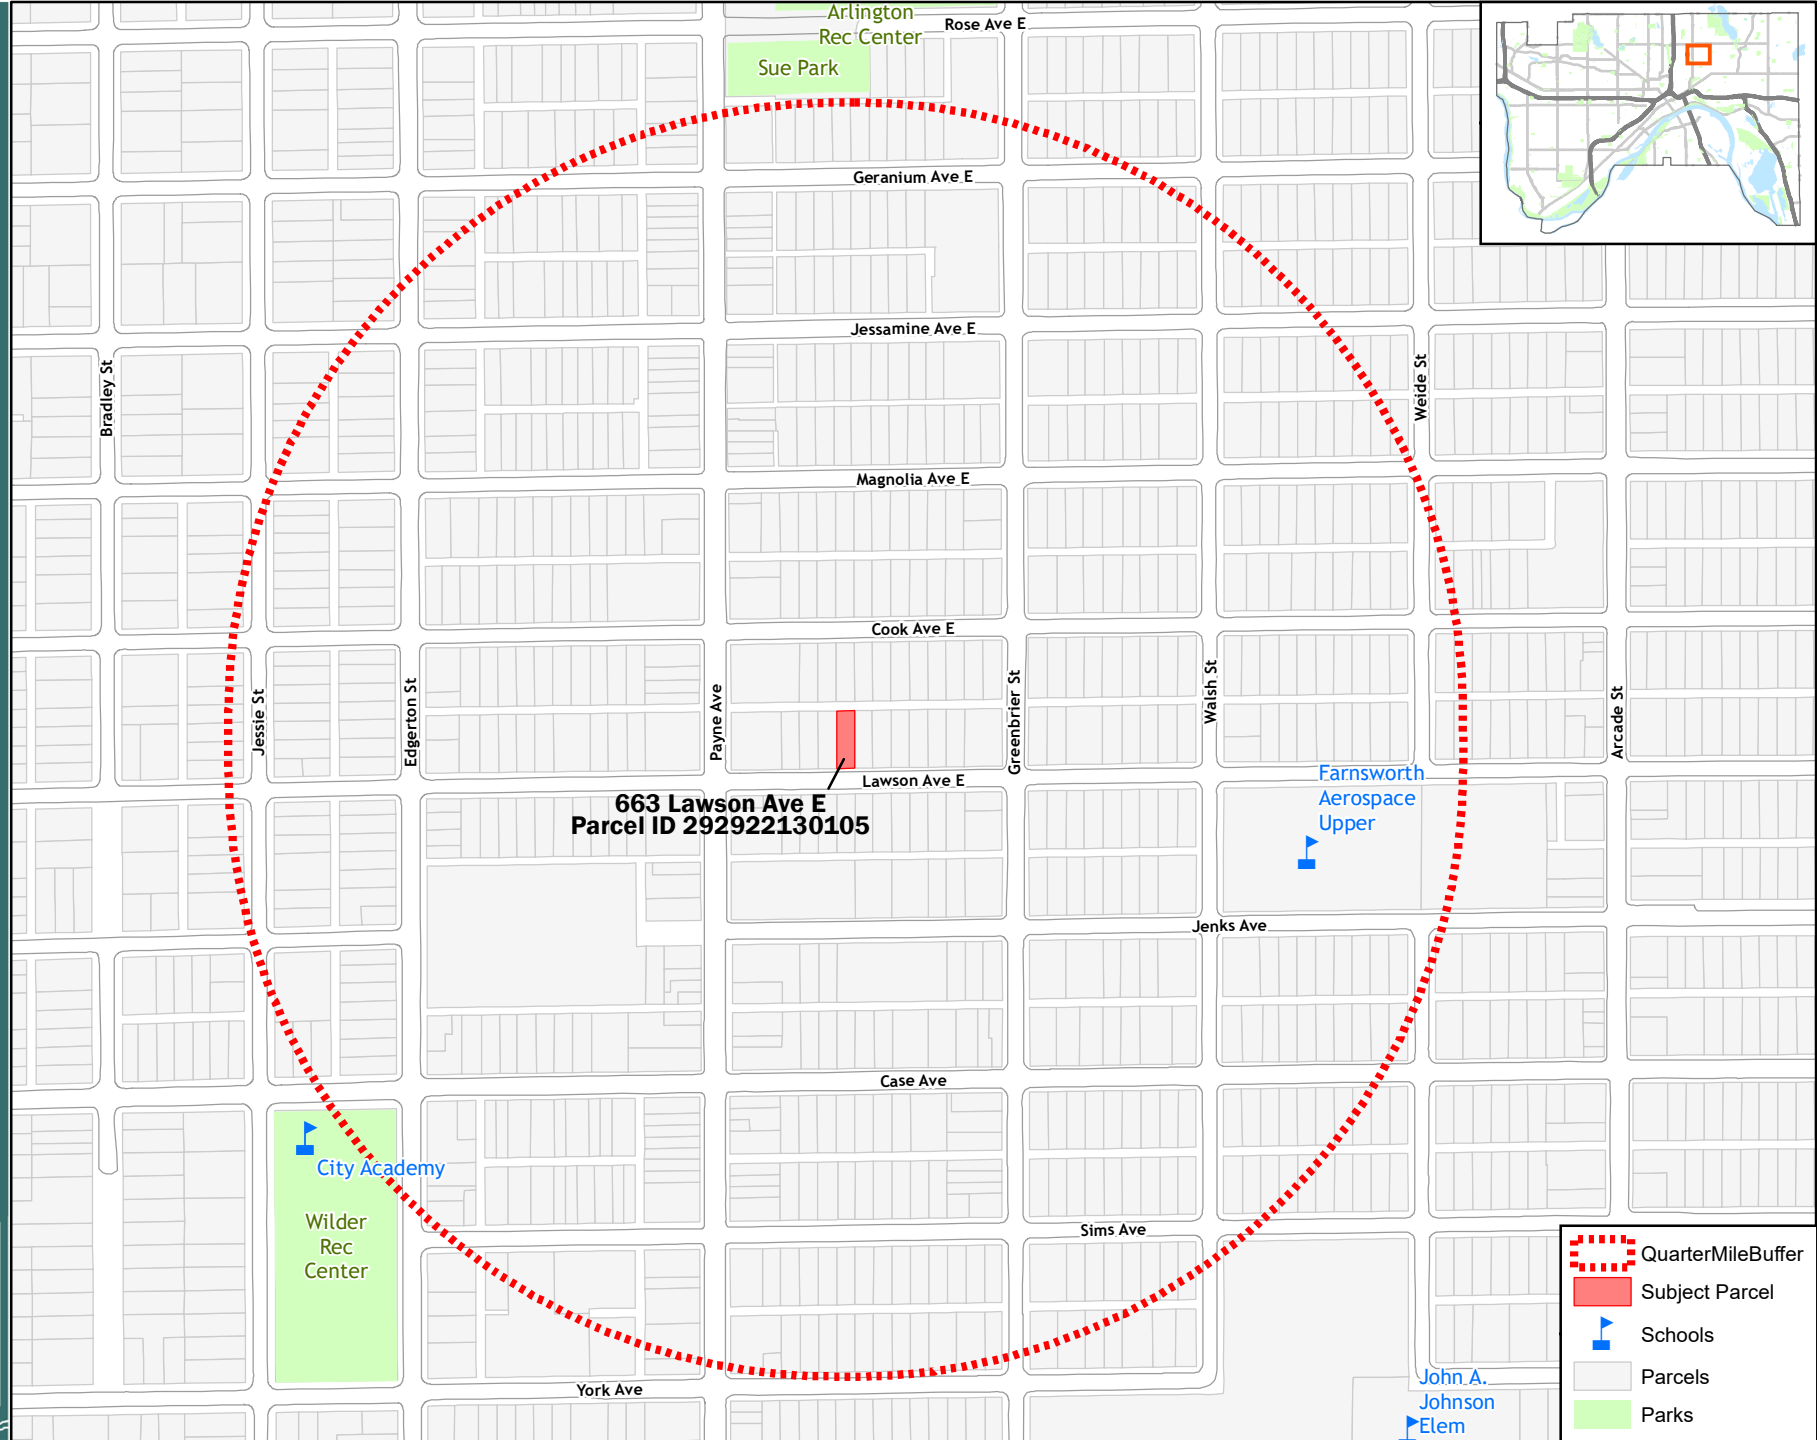 Arlington
Rec Center
Rose Ave E
Sue Park
Geranium Ave E
Jessamine Ave E
Bradley St
Weide St
Magnolia Ave E
Cook Ave E
Jessie St
Edgerton St
Payne Ave
Greenbrier St
Walsh St
Arcade St
Lawson Ave E
663 Lawson Ave E
Parcel ID 292922130105
Farnsworth
Aerospace
Upper
Jenks Ave
Case Ave
City Academy
Wilder
Rec
Center
Sims Ave
York Ave
John A.
Johnson
Elem
QuarterMileBuffer
Subject Parcel
Schools
Parcels
Parks